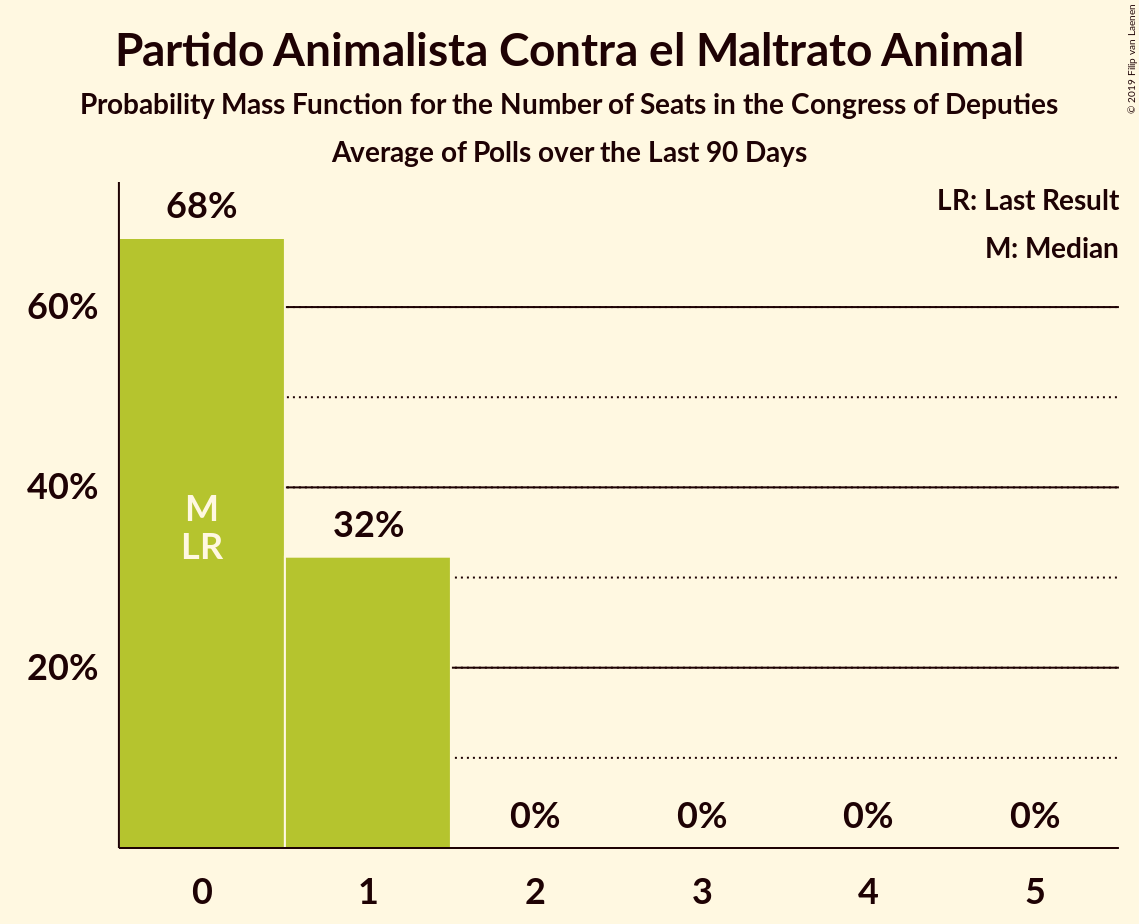 Partido Animalista Contra el Maltrato Animal
Probability Mass Function for the Number of Seats in the Congress of Deputies
Average of Polls over the Last 90 Days
© 2019 Filip van Laenen
LR: Last Result
M: Median
68%
60%
40%
M
LR
32%
20%
0% 0% 0% 0%
0 1 2 3 4 5